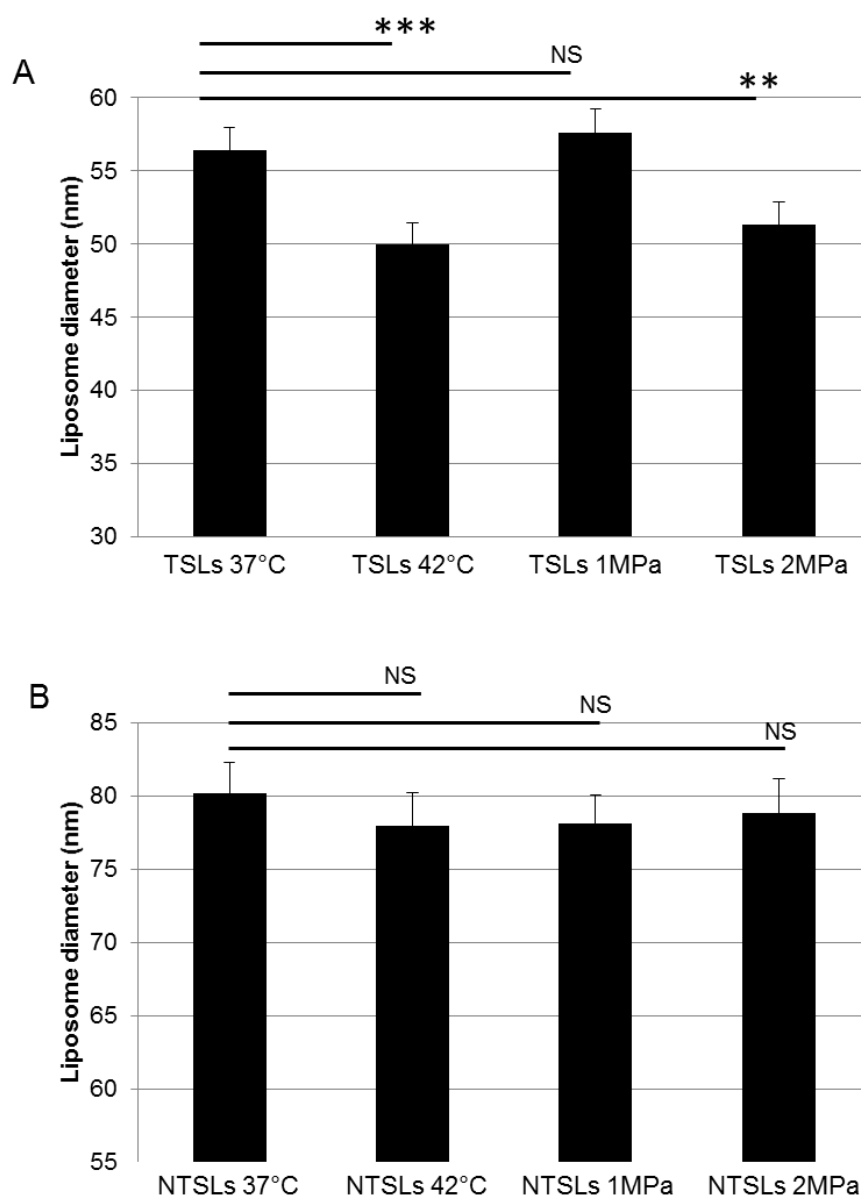 ***
NS
A
**
60
55
50
45
40
35
30
Liposome diameter (nm)
TSLs 37°C TSLs 42°C TSLs 1MPa TSLs 2MPa
NS
B
NS
NS
85
80
75
70
65
60
55
Liposome diameter (nm)
NTSLs 37°C NTSLs 42°C NTSLs 1MPa NTSLs 2MPa